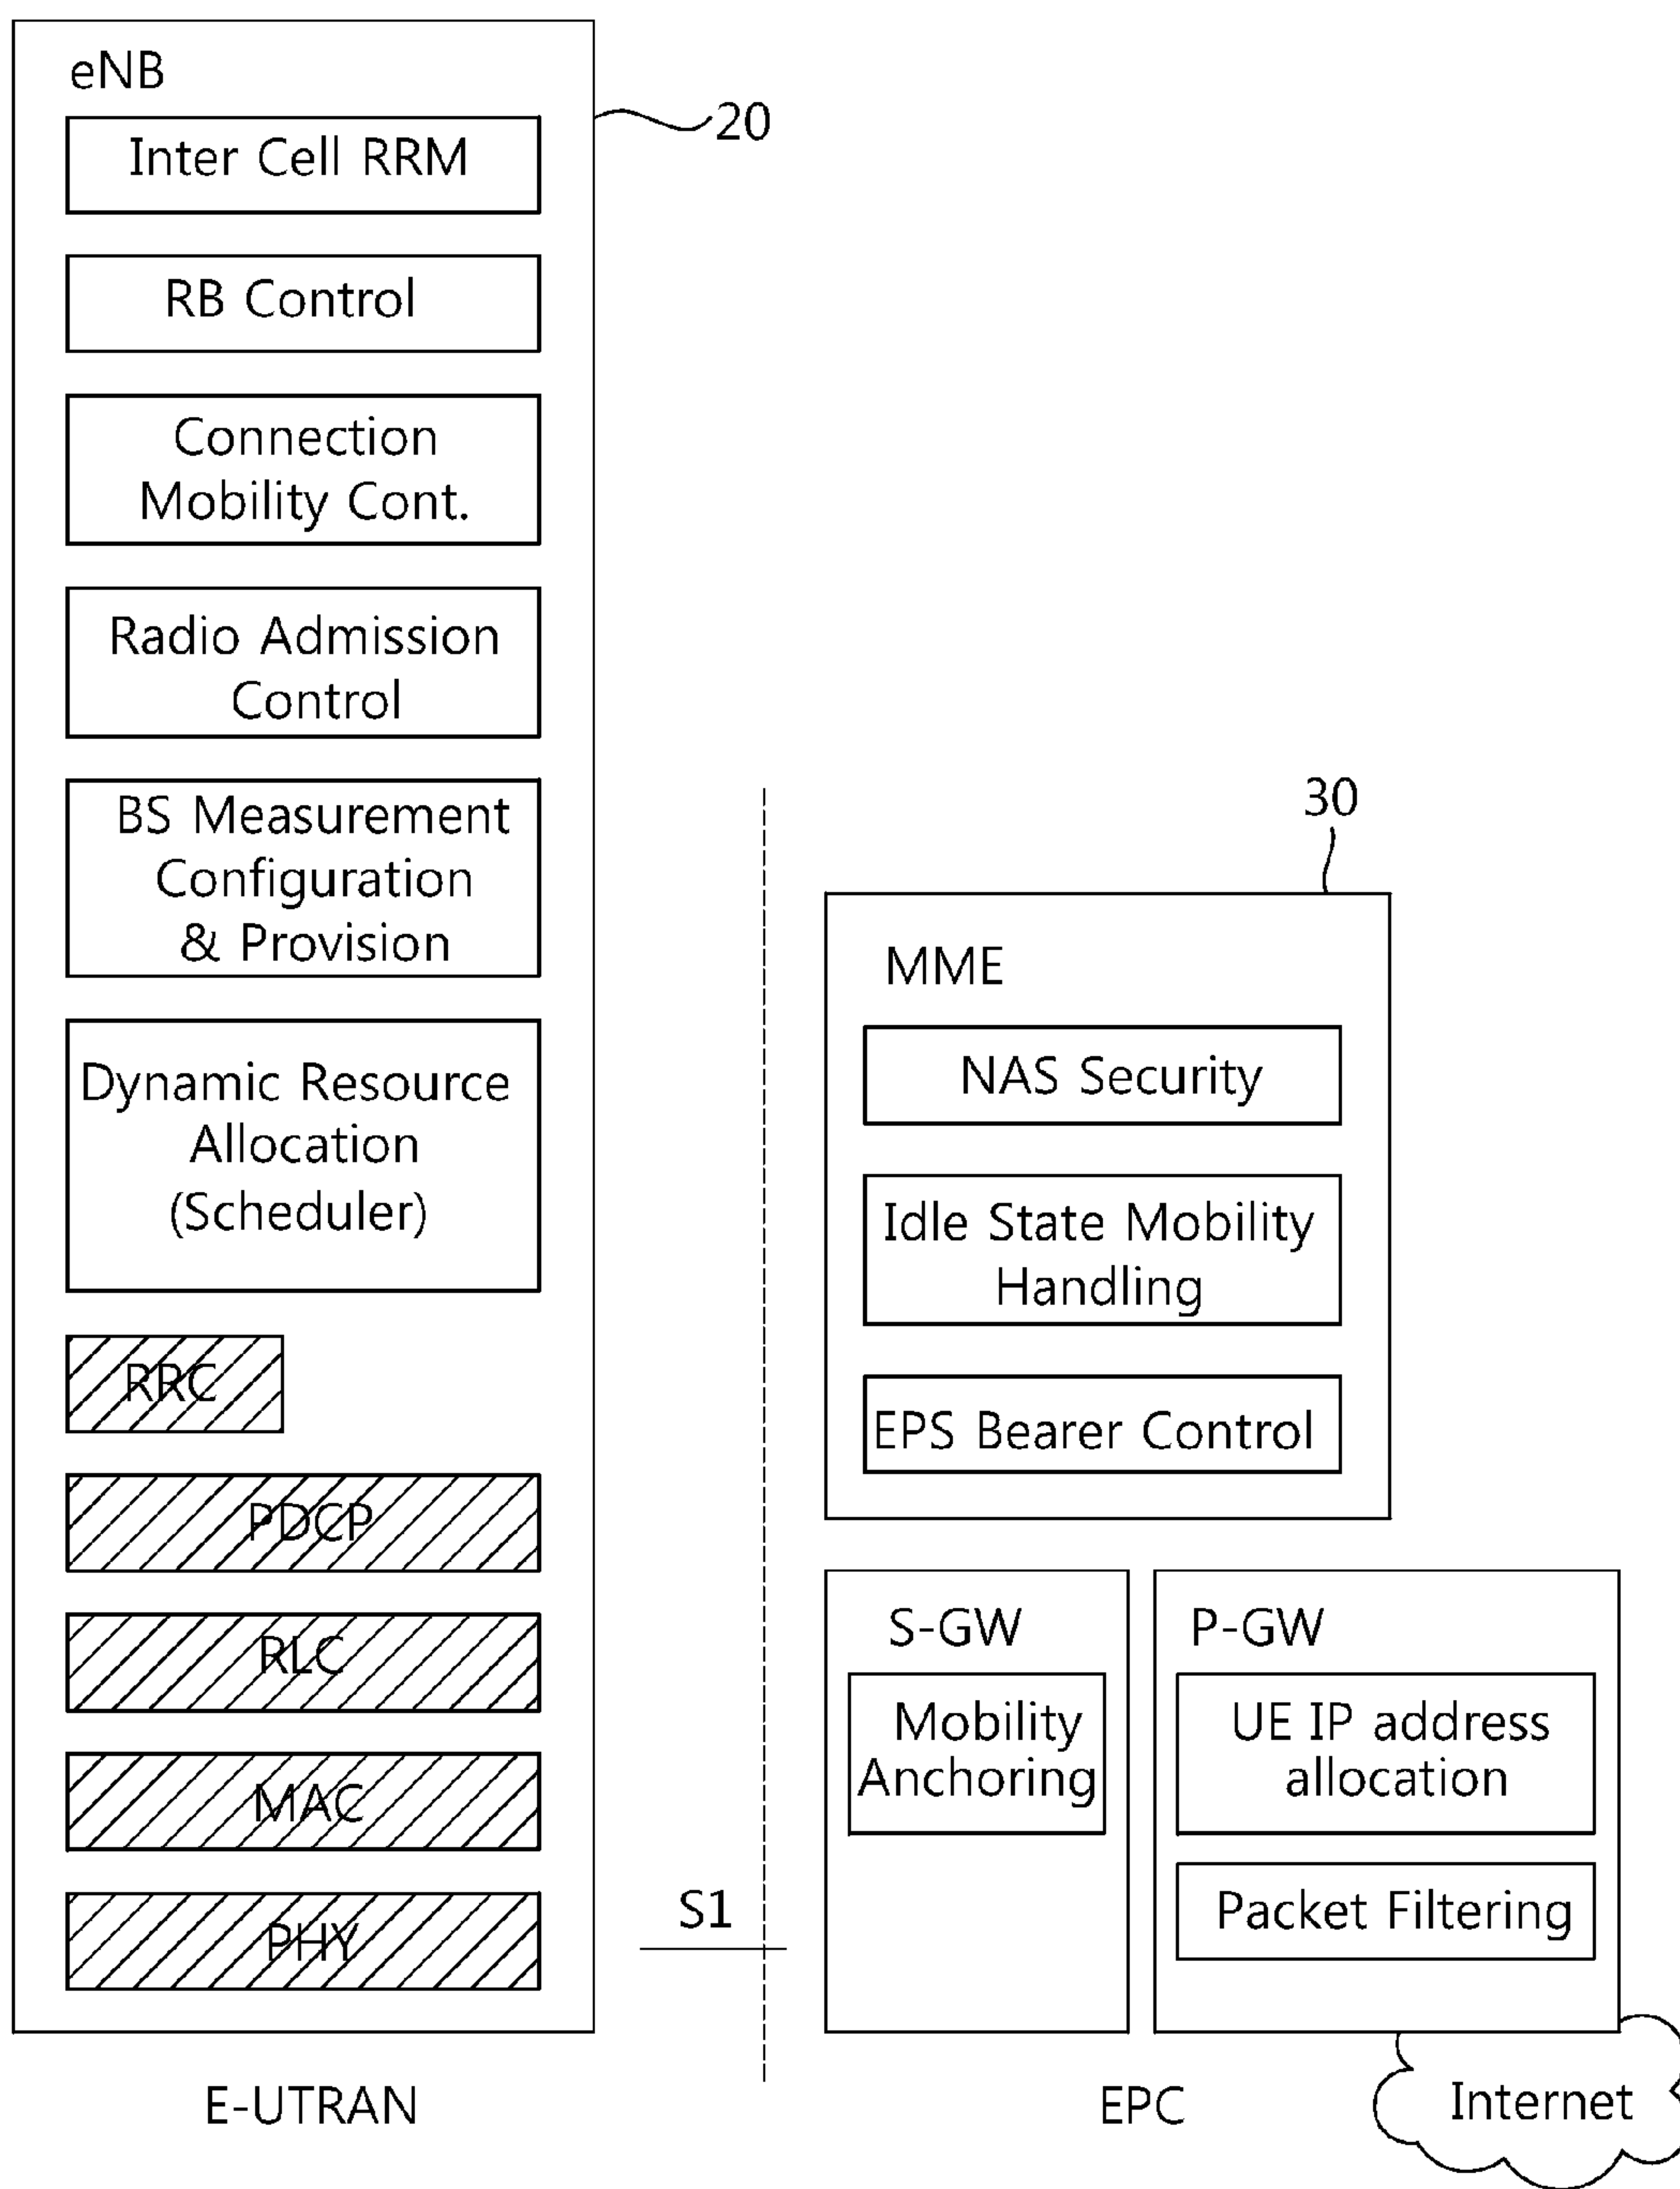 eNB
20
Inter Cell RRM
RB Control
Connection
Mobility Cont.
Radio Admission
Control
BS Measurement
Configuration
& Provision
Dynamic Resource
Allocation
(Scheduler)
RRC
PDCP
RLC
MAC
PHY
S1
E-UTRAN
30
MME
NAS Security
Idle State Mobility
Handling
EPS Bearer Control
S-GW
Mobility
Anchoring
P-GW
UE IP address
allocation
Packet Filtering
EPC
Internet